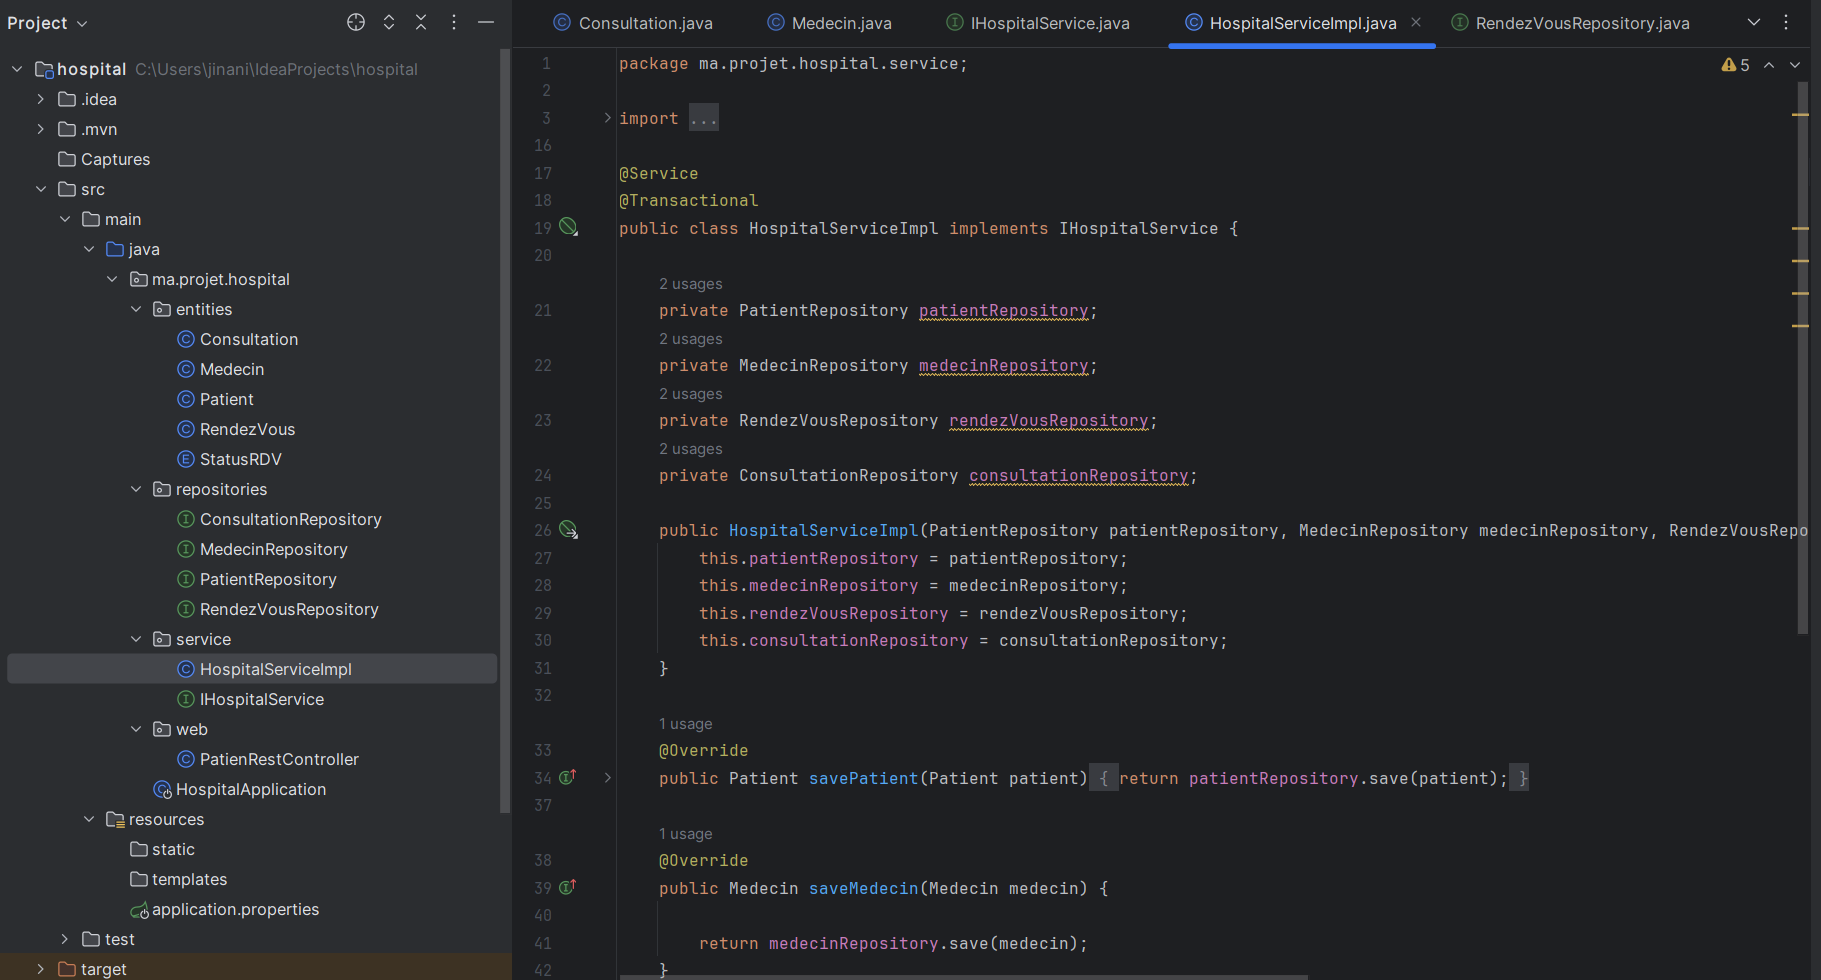 Project
hospital C:\Users\jinani\IdeaProjects\hospital
.idea
.mvn
Captures
src
main
java
ma.projet.hospital
entities
Consultation
Medecin
Patient
RendezVous
StatusRDV
repositories
ConsultationRepository
MedecinRepository
PatientRepository
RendezVousRepository
service
HospitalServiceImpl
IHospitalService
web
PatienRestController
HospitalApplication
resources
static
templates
application.properties
test
target
Consultation.java Medecin.java IHospitalService.java HospitalServiceImpl.java RendezVousRepository.java
5
1 package ma.projet.hospital.service;
2
3 import ...
16
17 @Service
18 @Transactional
19 public class HospitalServiceImpl implements IHospitalService {
20
2 usages
21 private PatientRepository patientRepository;
2 usages
22 private MedecinRepository medecinRepository;
2 usages
23 private RendezVousRepository rendezVousRepository;
2 usages
24 private ConsultationRepository consultationRepository;
25
26 public HospitalServiceImpl(PatientRepository patientRepository, MedecinRepository medecinRepository, RendezVousRepo
27 this.patientRepository = patientRepository;
28 this.medecinRepository = medecinRepository;
29 this.rendezVousRepository = rendezVousRepository;
30 this.consultationRepository = consultationRepository;
31 }
32
1 usage
33 @Override
34 public Patient savePatient(Patient patient) { return patientRepository.save(patient); }
37
1 usage
38 @Override
39 public Medecin saveMedecin(Medecin medecin) {
40
41 return medecinRepository.save(medecin);
42 }